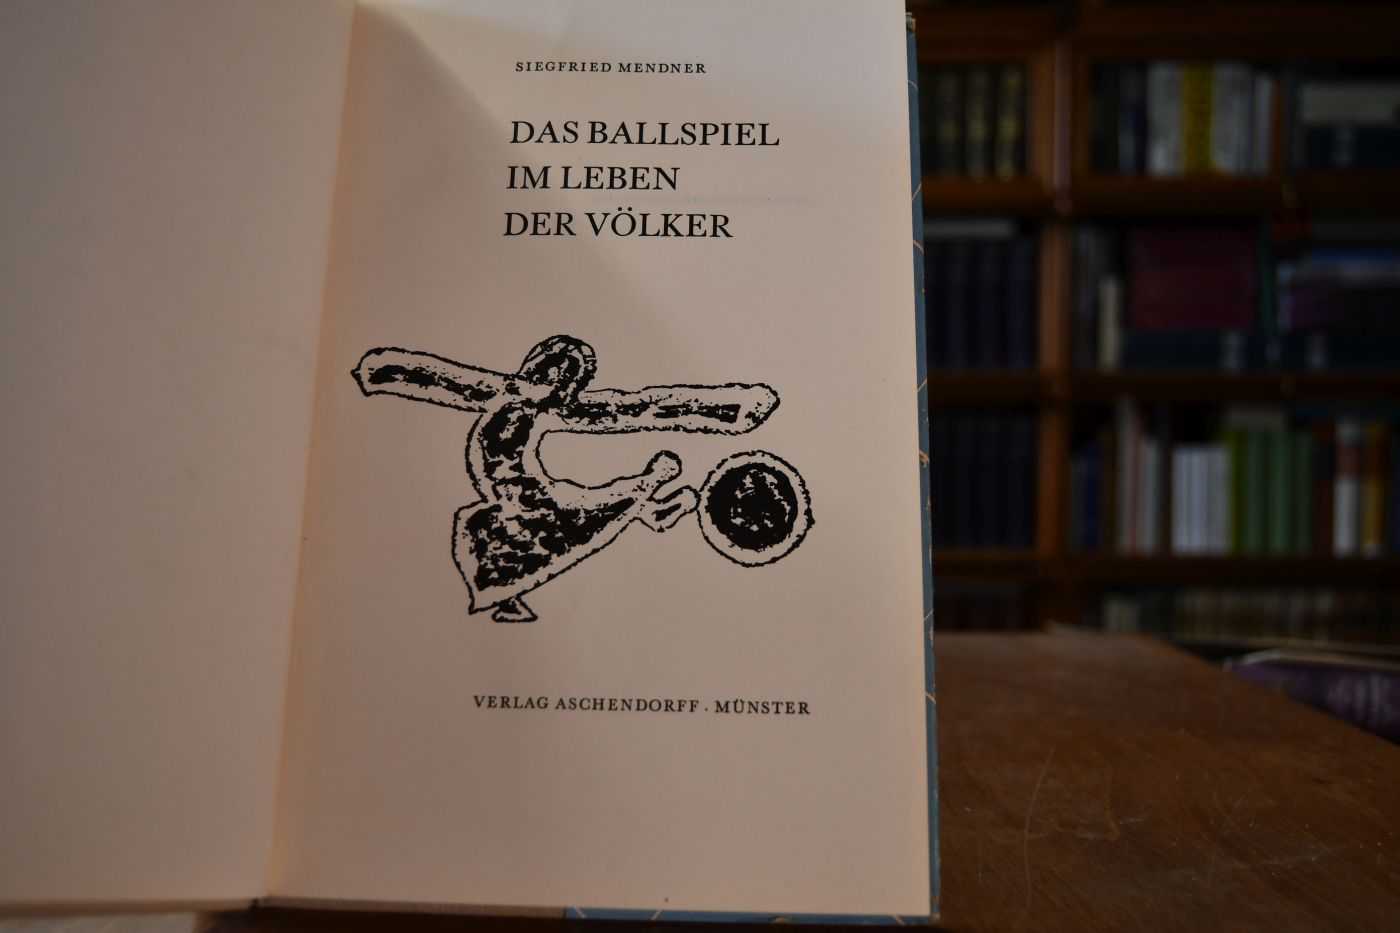 SIEGFRIED MENDNER
DAS BALLSPIEL
IM LEBEN
DER VÖLKER
VERLAG ASCHENDORFF · MÜNSTER